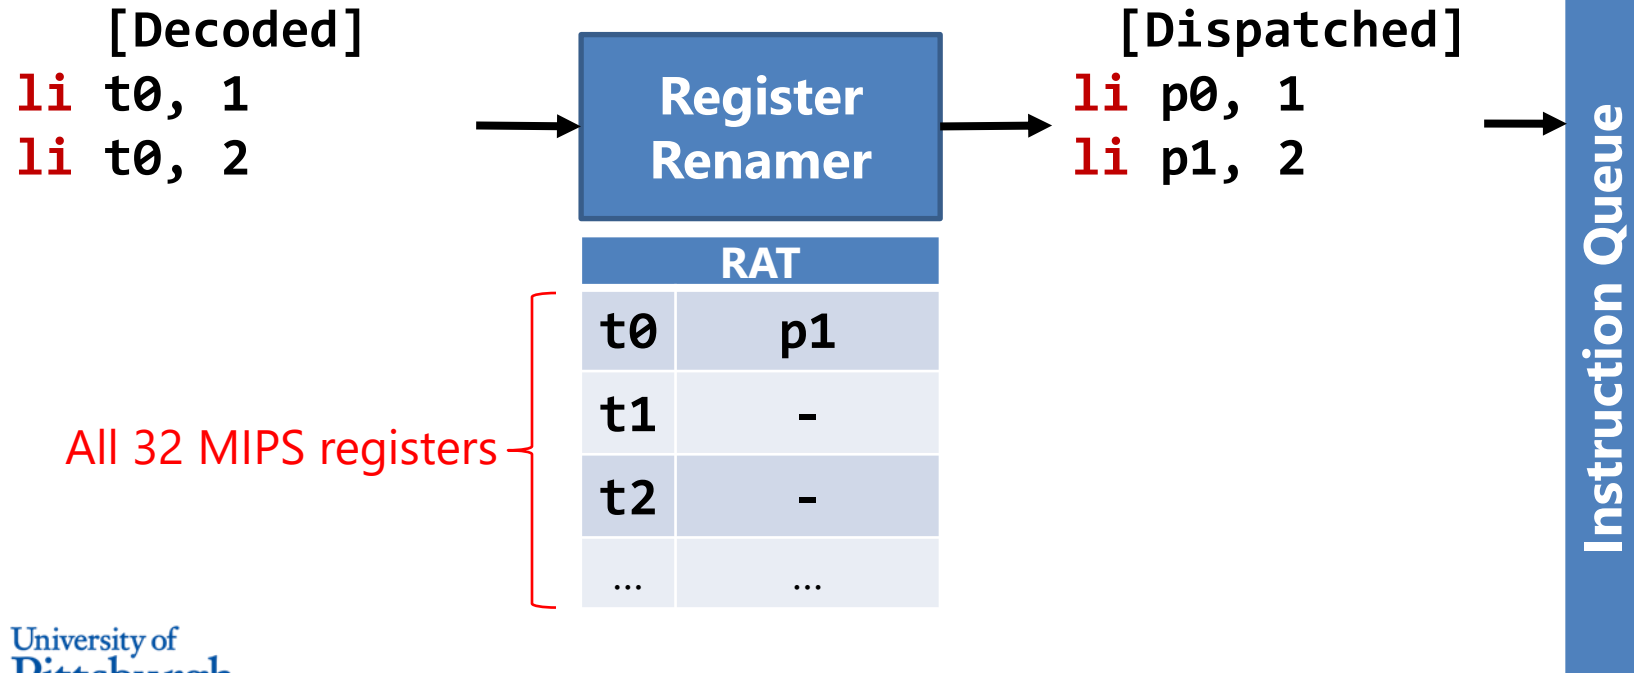 [Decoded]
li t0, 1
li t0, 2
Register
Renamer
[Dispatched]
li p0, 1
li p1, 2
Instruction Queue
RAT
t0 p1
t1 -
t2 -
… …
All 32 MIPS registers
University of
Pittsburgh